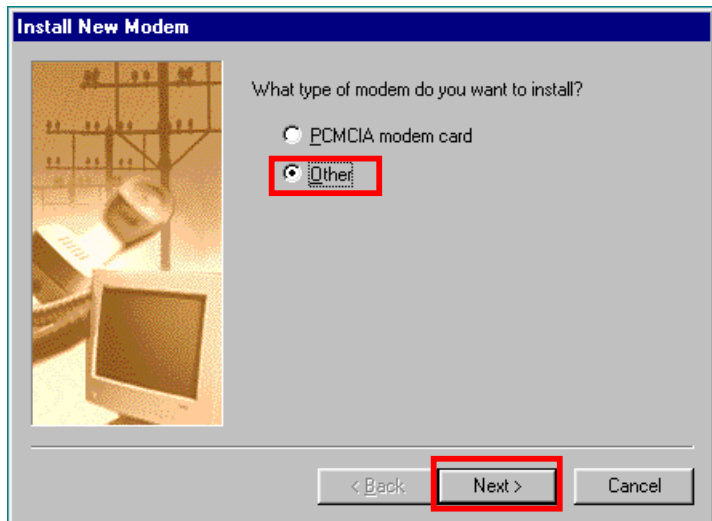 Install New Modem
What type of modem do you want to install?
PCMCIA modem card
Other
< Back
Next >
Cancel